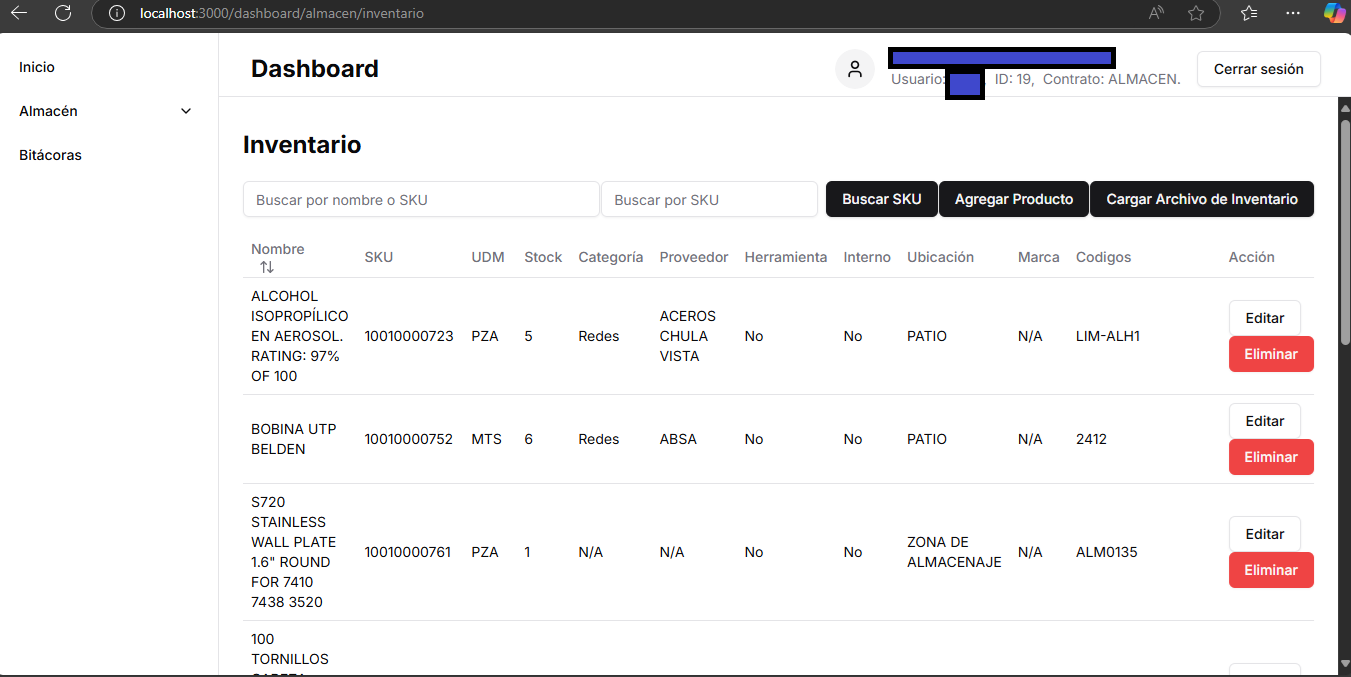 localhost:3000/dashboard/almacen/inventario
Inicio
Almacén
Bitácoras
Dashboard
Usuario: , ID: 19, Contrato: ALMACEN.
Cerrar sesión
Inventario
Buscar por nombre o SKU
Buscar por SKU
Buscar SKU
Agregar Producto
Cargar Archivo de Inventario
Nombre SKU UDM Stock Categoría Proveedor Herramienta Interno Ubicación Marca Codigos Acción
ALCOHOL
ISOPROPÍLICO
EN AEROSOL.
RATING: 97%
OF 100
10010000723 PZA 5 Redes
ACEROS
CHULA
VISTA
No No PATIO N/A LIM-ALH1
Editar
Eliminar
BOBINA UTP
BELDEN
10010000752 MTS 6 Redes ABSA No No PATIO N/A 2412
Editar
Eliminar
S720
STAINLESS
WALL PLATE
1.6" ROUND
FOR 7410
7438 3520
10010000761 PZA 1 N/A N/A No No
ZONA DE
ALMACENAJE
N/A ALM0135
Editar
Eliminar
100
TORNILLOS